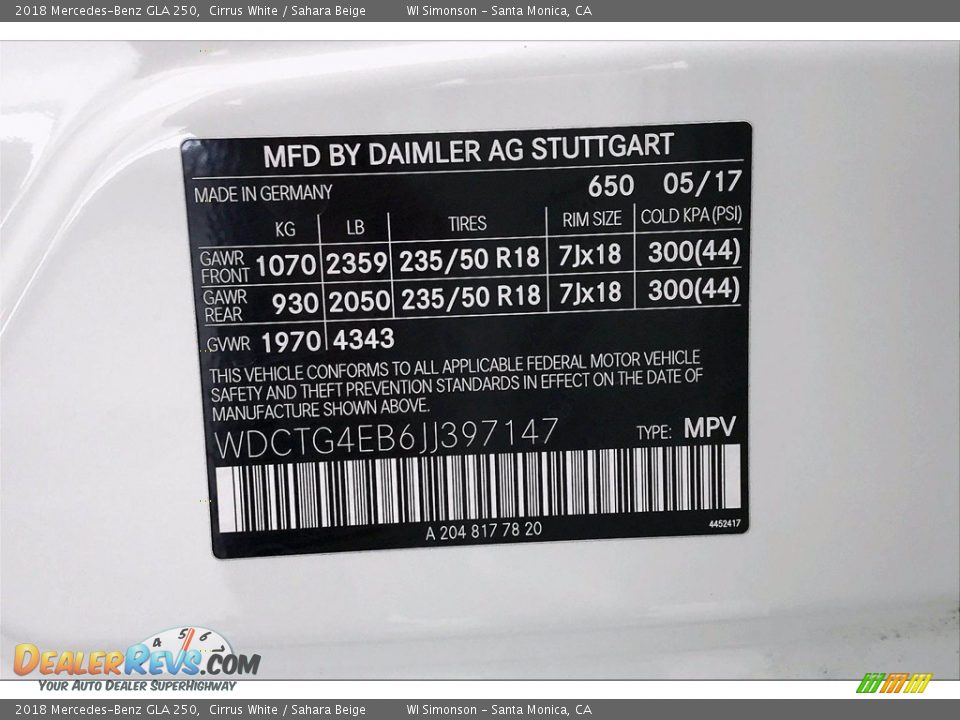 2018 Mercedes-Benz GLA 250, Cirrus White / Sahara Beige WI Simonson - Santa Monica, CA
MFD BY DAIMLER AG STUTTGART
MADE IN GERMANY 650 05/17
KG LB TIRES RIM SIZE COLD KPA (PSI)
GAWR FRONT 1070 2359 235/50 R18 7Jx18 300(44)
GAWR REAR 930 2050 235/50 R18 7Jx18 300(44)
GVWR 1970 4343
THIS VEHICLE CONFORMS TO ALL APPLICABLE FEDERAL MOTOR VEHICLE
SAFETY AND THEFT PREVENTION STANDARDS IN EFFECT ON THE DATE OF
MANUFACTURE SHOWN ABOVE.
WDCTG4EB6JJ397147 TYPE: MPV
A 204 817 78 20 4452417
4 5 6
DEALERREVS.COM
YOUR AUTO DEALER SUPERHIGHWAY
2018 Mercedes-Benz GLA 250, Cirrus White / Sahara Beige WI Simonson - Santa Monica, CA